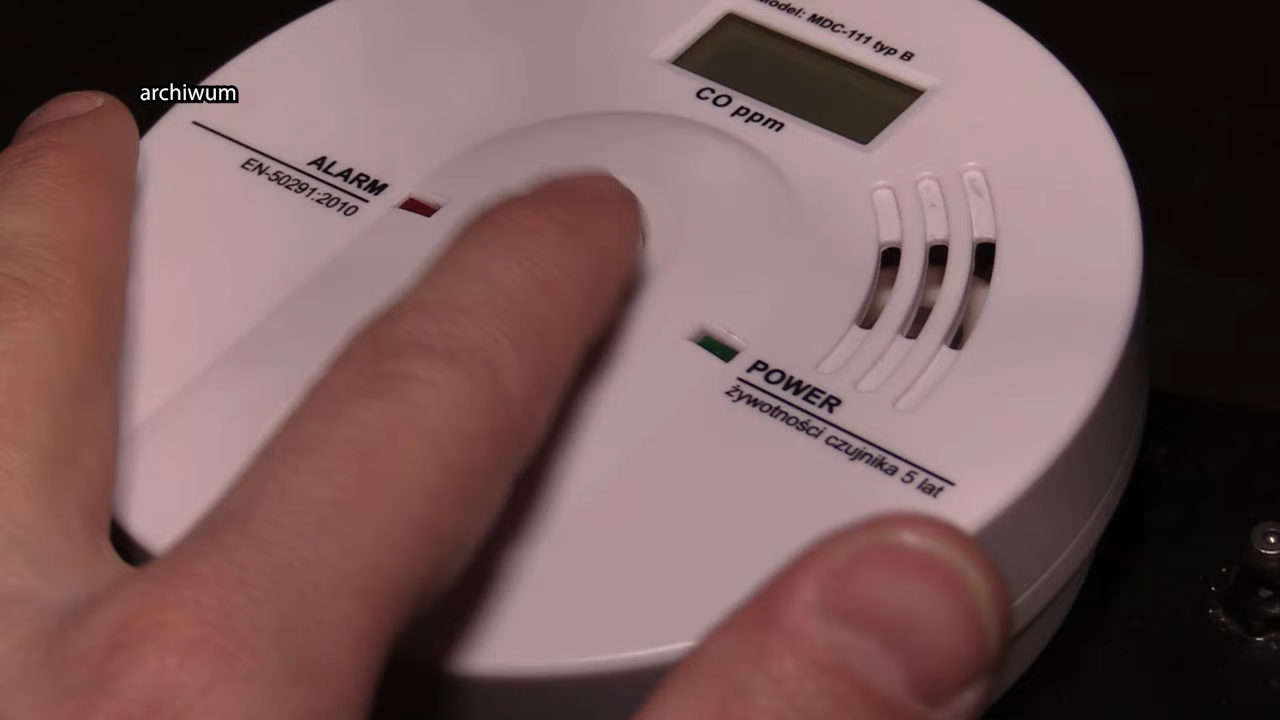 Model: MDC-111 typ B
archiwum
CO ppm
ALARM
EN-50291:2010
POWER
żywotności czujnika 5 lat